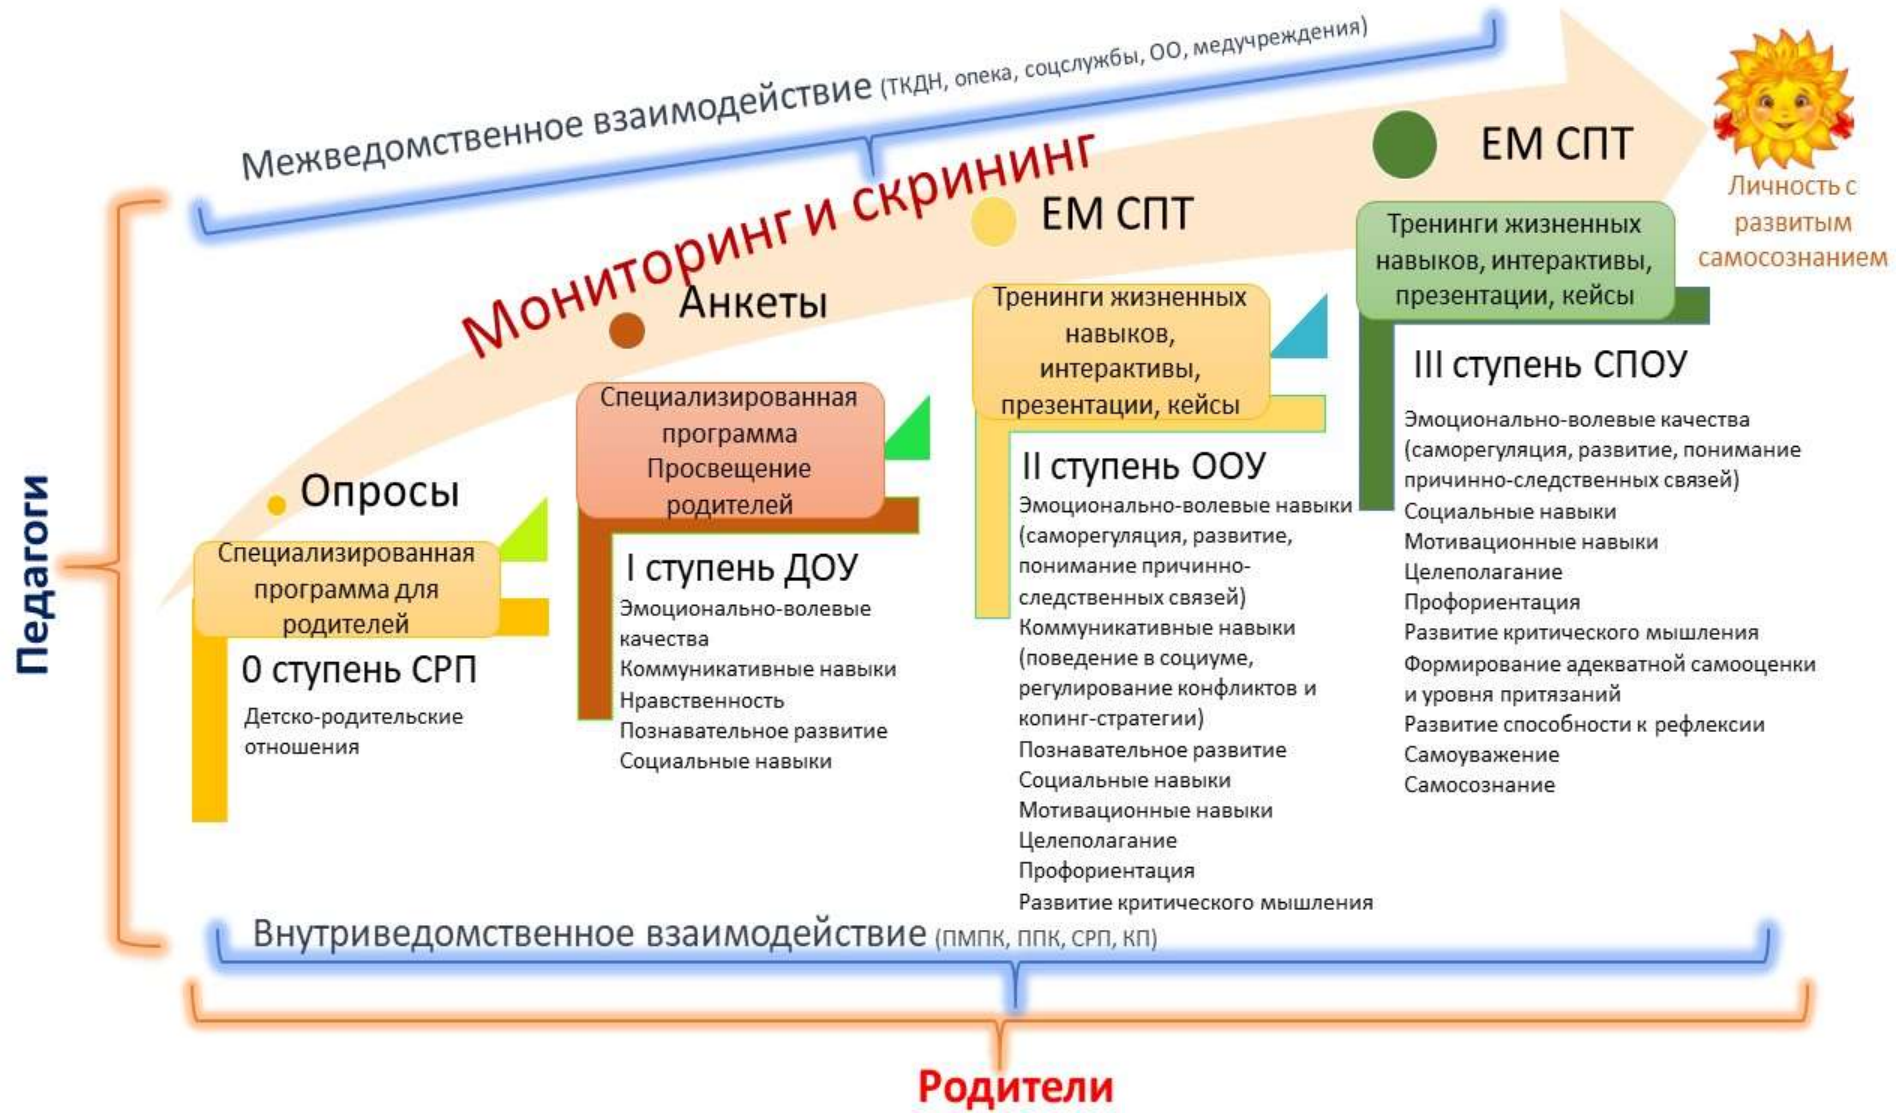 Межведомственное взаимодействие (ТКДН, опека, соцслужбы, ОО, медучреждения)
Мониторинг и скрининг
Педагоги
Опросы
Специализированная
программа для
родителей
0 ступень СРП
Детско-родительские
отношения
Анкеты
Специализированная
программа
Просвещение
родителей
I ступень ДОУ
Эмоционально-волевые
качества
Коммуникативные навыки
Нравственность
Познавательное развитие
Социальные навыки
ЕМ СПТ
Тренинги жизненных
навыков,
интерактивы,
презентации, кейсы
II ступень ООУ
Эмоционально-волевые навыки
(саморегуляция, развитие,
понимание причинно-
следственных связей)
Коммуникативные навыки
(поведение в социуме,
регулирование конфликтов и
копинг-стратегии)
Познавательное развитие
Социальные навыки
Мотивационные навыки
Целеполагание
Профориентация
Развитие критического мышления
ЕМ СПТ
Тренинги жизненных
навыков, интерактивы,
презентации, кейсы
III ступень СПОУ
Эмоционально-волевые качества
(саморегуляция, развитие, понимание
причинно-следственных связей)
Социальные навыки
Мотивационные навыки
Целеполагание
Профориентация
Развитие критического мышления
Формирование адекватной самооценки
и уровня притязаний
Развитие способности к рефлексии
Самоуважение
Самосознание
Личность с
развитым
самосознанием
Внутриведомственное взаимодействие (ПМПК, ППК, СРП, КП)
Родители